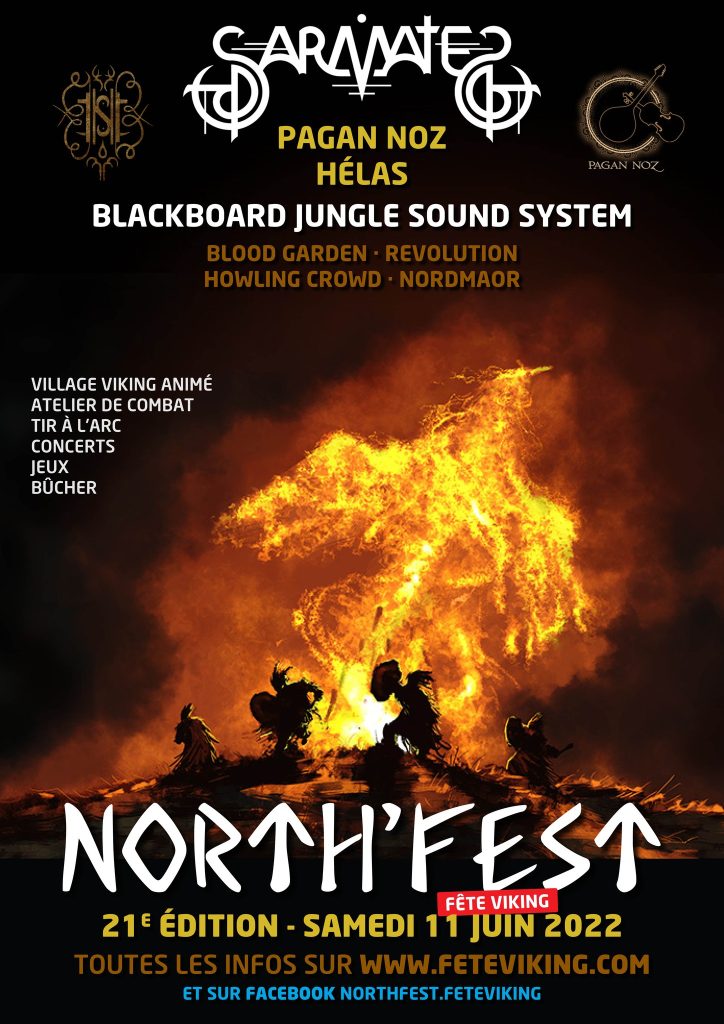 SARMATES
PAGAN NOZ
PAGAN NOZ
HÉLAS
BLACKBOARD JUNGLE SOUND SYSTEM
BLOOD GARDEN · REVOLUTION
HOWLING CROWD · NORDMAOR
VILLAGE VIKING ANIMÉ
ATELIER DE COMBAT
TIR À L'ARC
CONCERTS
JEUX
BÛCHER
NORTH'FEST
FÊTE VIKING
21E ÉDITION - SAMEDI 11 JUIN 2022
TOUTES LES INFOS SUR WWW.FETEVIKING.COM
ET SUR FACEBOOK NORTHFEST.FETEVIKING